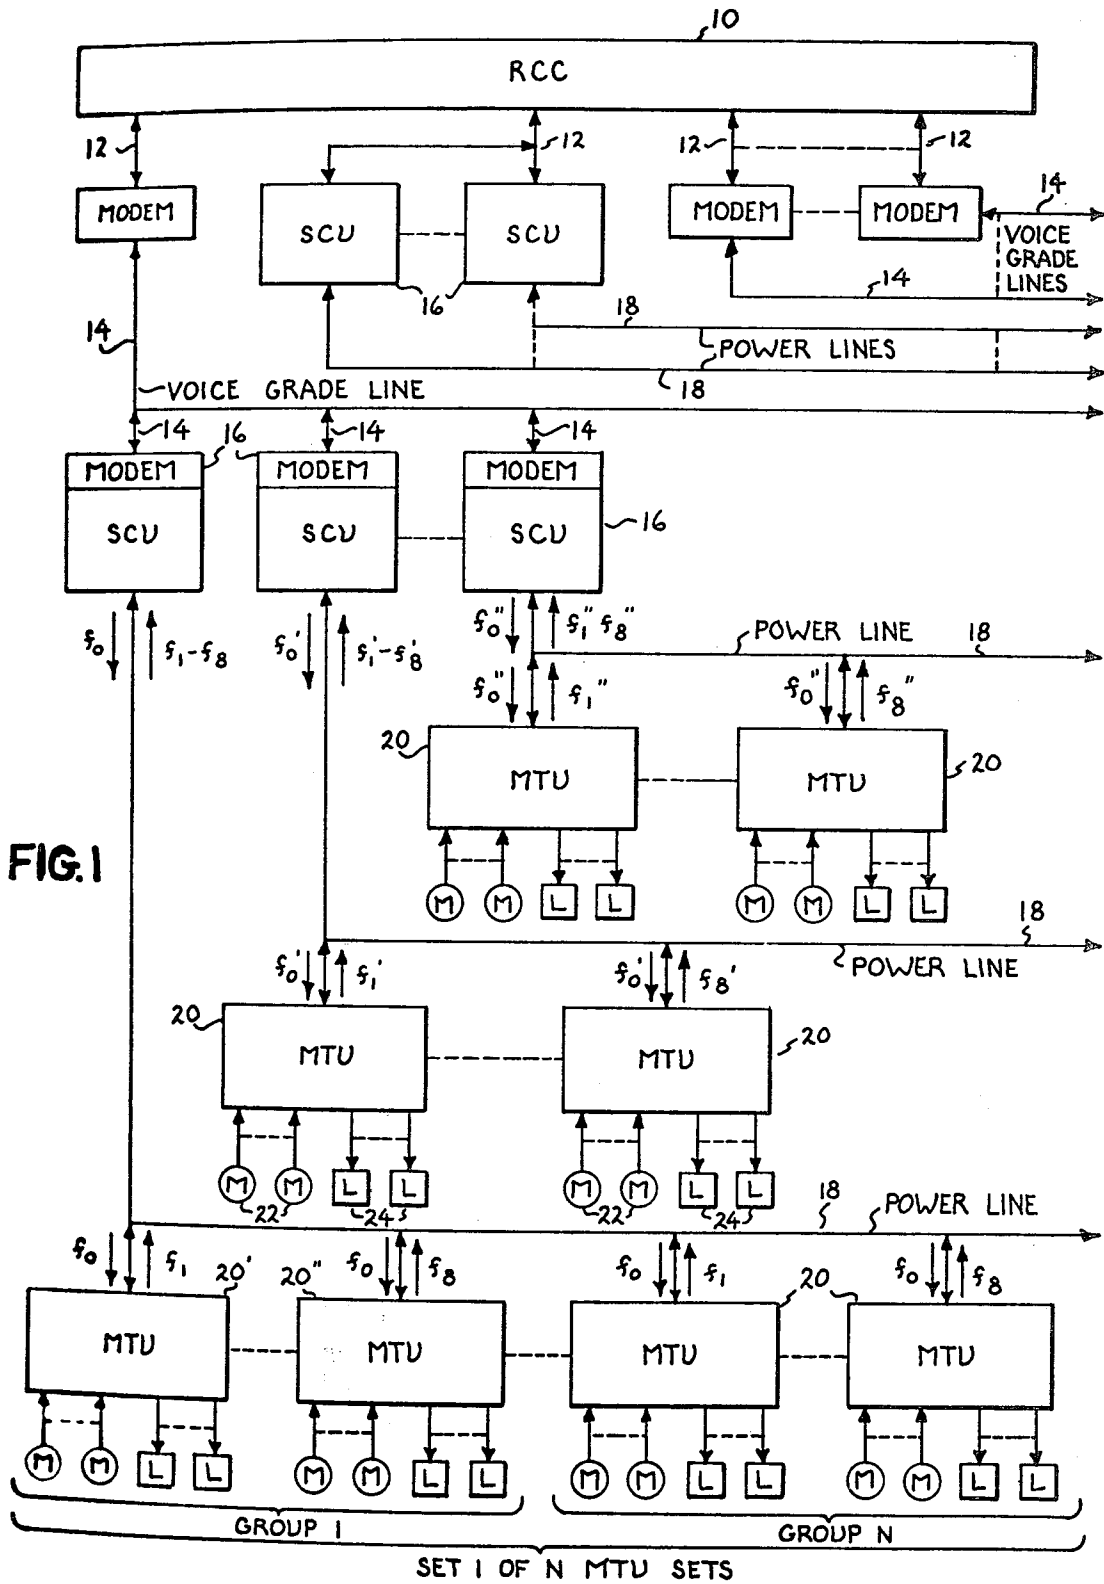 10
RCC
12
12
12
12
MODEM
SCU
SCU
MODEM
MODEM
14
VOICE
GRADE
LINES
16
14
18
14
POWER LINES
18
VOICE GRADE LINE
14
14
14
16
MODEM
MODEM
MODEM
SCU
SCU
SCU
16
f₀
f₁-f₈
f₀'
f₁'-f₈'
f₀''
f₁'' f₈''
POWER LINE
18
f₀''
f₁''
f₀''
f₈''
20
MTU
MTU
20
FIG.1
M
M
L
L
M
M
L
L
18
POWER LINE
f₀'
f₁'
f₀'
f₈'
20
MTU
MTU
20
M
M
L
L
M
M
L
L
22
24
22
24
18
POWER LINE
f₀
f₁
20'
20''
f₀
f₈
f₀
f₁
20
f₀
f₈
MTU
MTU
MTU
MTU
M
M
L
L
M
M
L
L
M
M
L
L
M
M
L
L
GROUP 1
GROUP N
SET 1 OF N MTU SETS